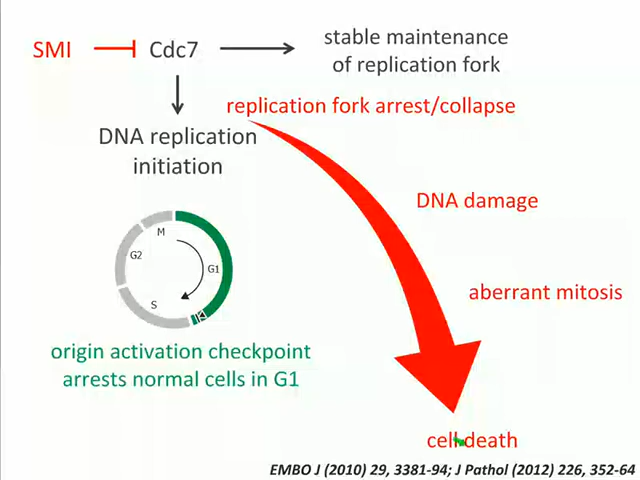 SMI
Cdc7
stable maintenance
of replication fork
replication fork arrest/collapse
DNA replication
initiation
DNA damage
M
G2
G1
S
aberrant mitosis
origin activation checkpoint
arrests normal cells in G1
cell death
EMBO J (2010) 29, 3381-94; J Pathol (2012) 226, 352-64